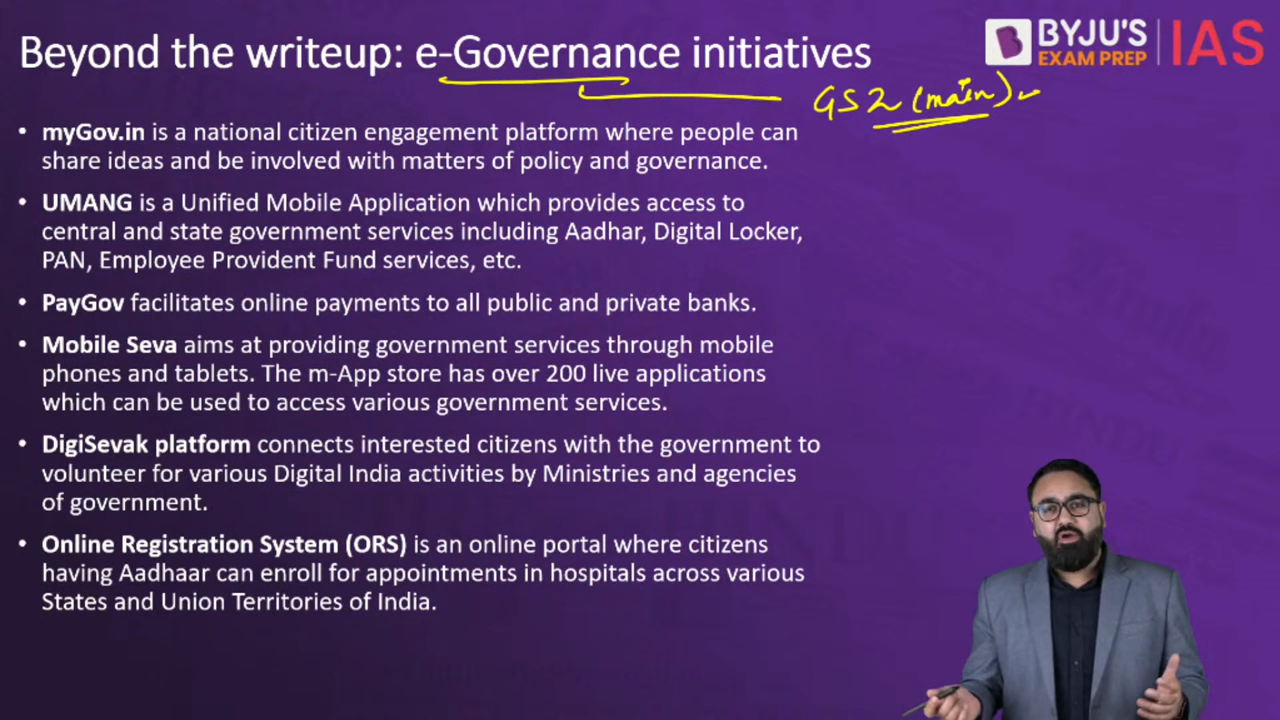 Beyond the writeup: e-Governance initiatives
BYJU'S
EXAM PREP
IAS
GS2 (main)
• myGov.in is a national citizen engagement platform where people can
share ideas and be involved with matters of policy and governance.
• UMANG is a Unified Mobile Application which provides access to
central and state government services including Aadhar, Digital Locker,
PAN, Employee Provident Fund services, etc.
• PayGov facilitates online payments to all public and private banks.
• Mobile Seva aims at providing government services through mobile
phones and tablets. The m-App store has over 200 live applications
which can be used to access various government services.
• DigiSevak platform connects interested citizens with the government to
volunteer for various Digital India activities by Ministries and agencies
of government.
• Online Registration System (ORS) is an online portal where citizens
having Aadhaar can enroll for appointments in hospitals across various
States and Union Territories of India.